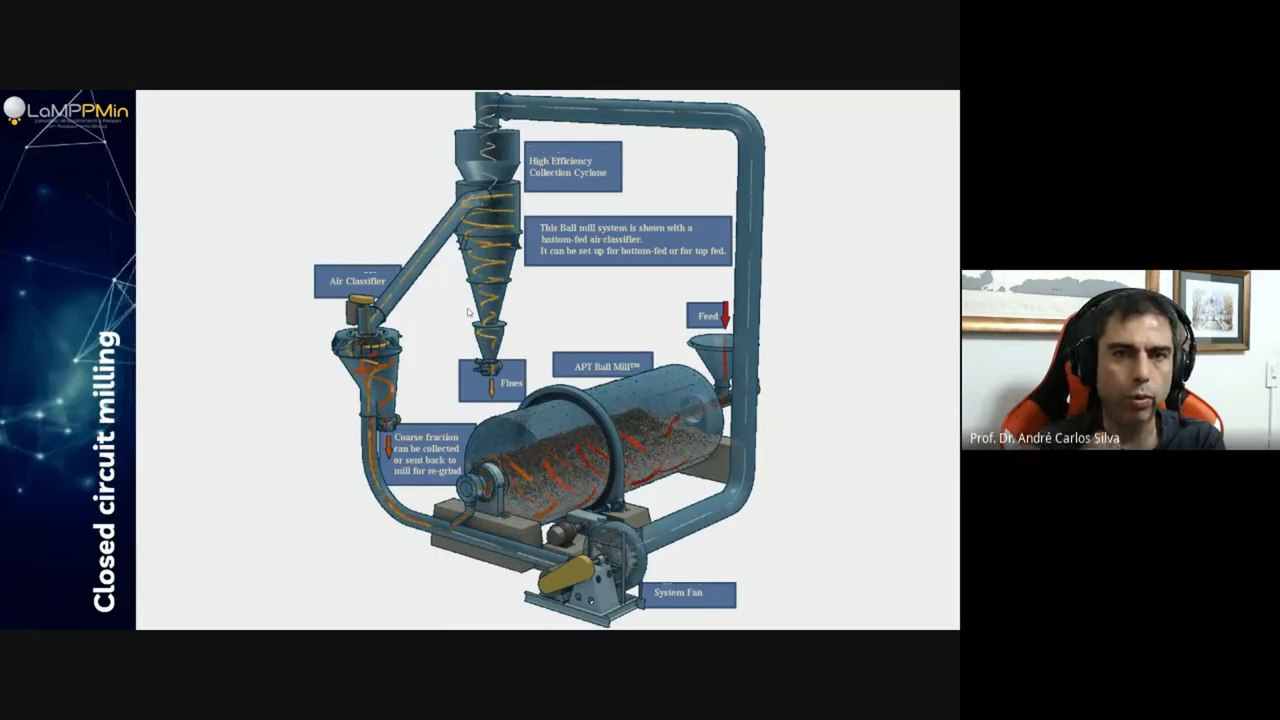 LaMPPMin
Closed circuit milling
High Efficiency
Collection Cyclone
This Ball mill system is shown with a
bottom-fed air classifier.
It can be set up for bottom-fed or for top fed.
Air Classifier
Feed
APT Ball Mill™
Fines
Coarse fraction
can be collected
or sent back to
mill for re-grind
System Fan
Prof. Dr. André Carlos Silva